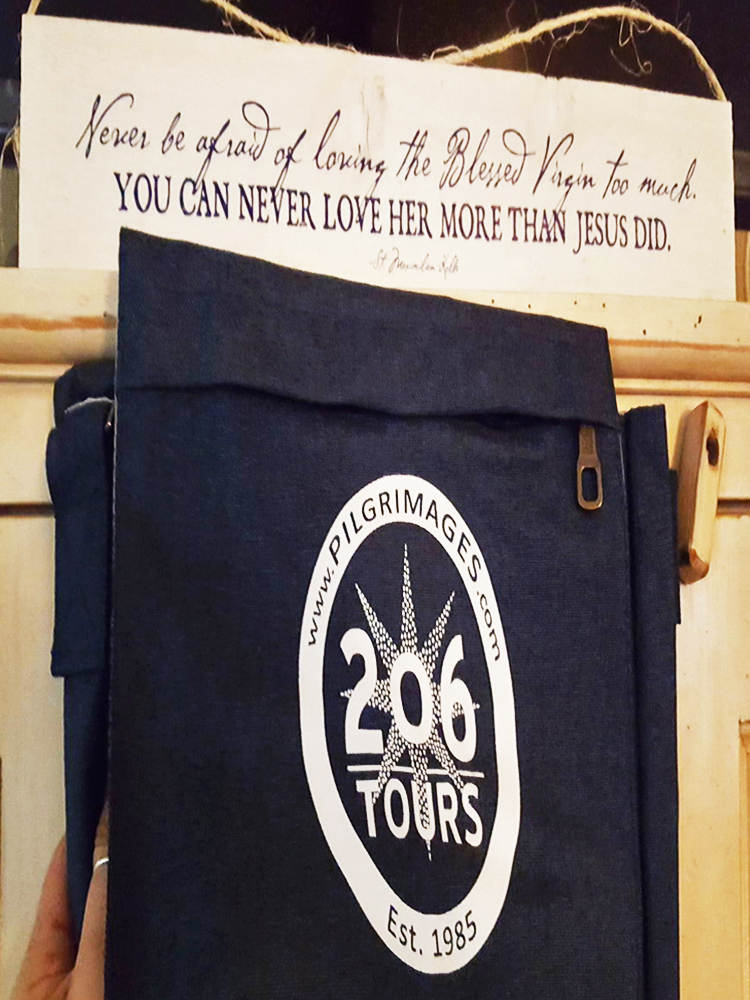 Never be afraid of loving the Blessed Virgin too much.
YOU CAN NEVER LOVE HER MORE THAN JESUS DID.
St.
www.PILGRIMAGES.com
206
TOURS
Est. 1985